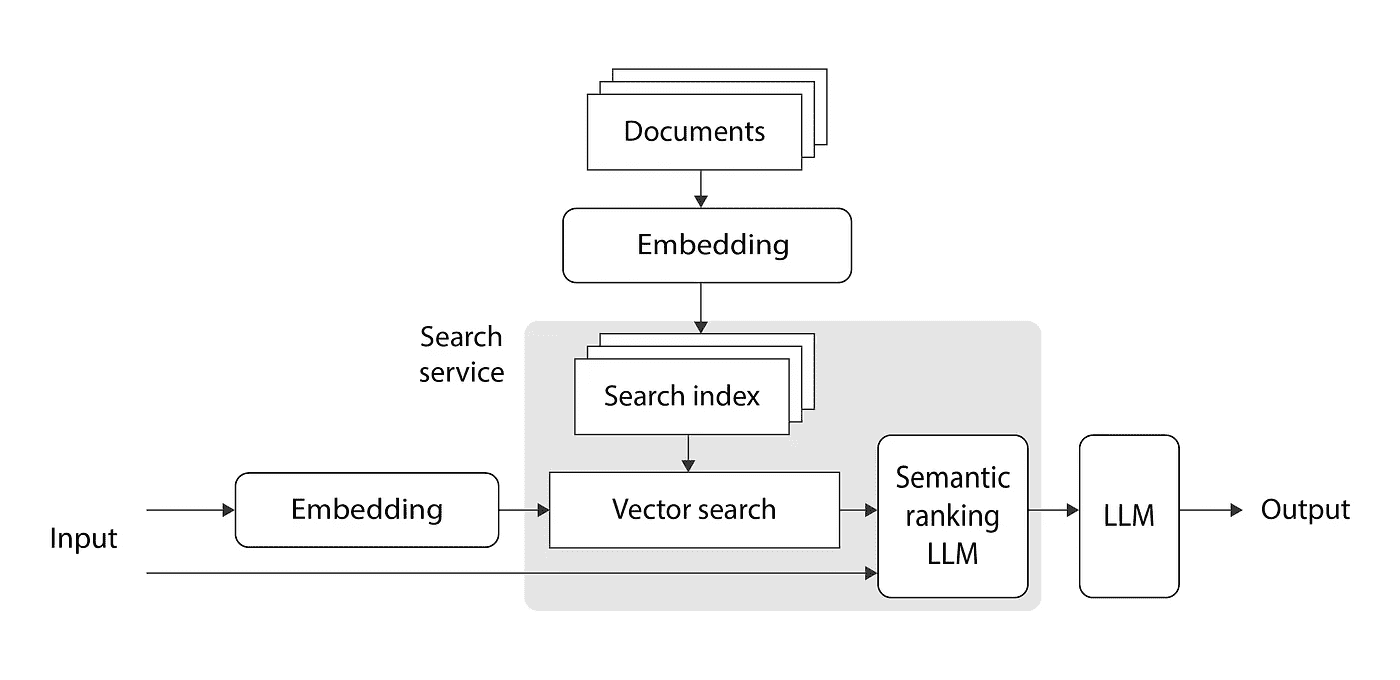 Documents
Embedding
Search
service
Search index
Input
Embedding
Vector search
Semantic
ranking
LLM
LLM
Output